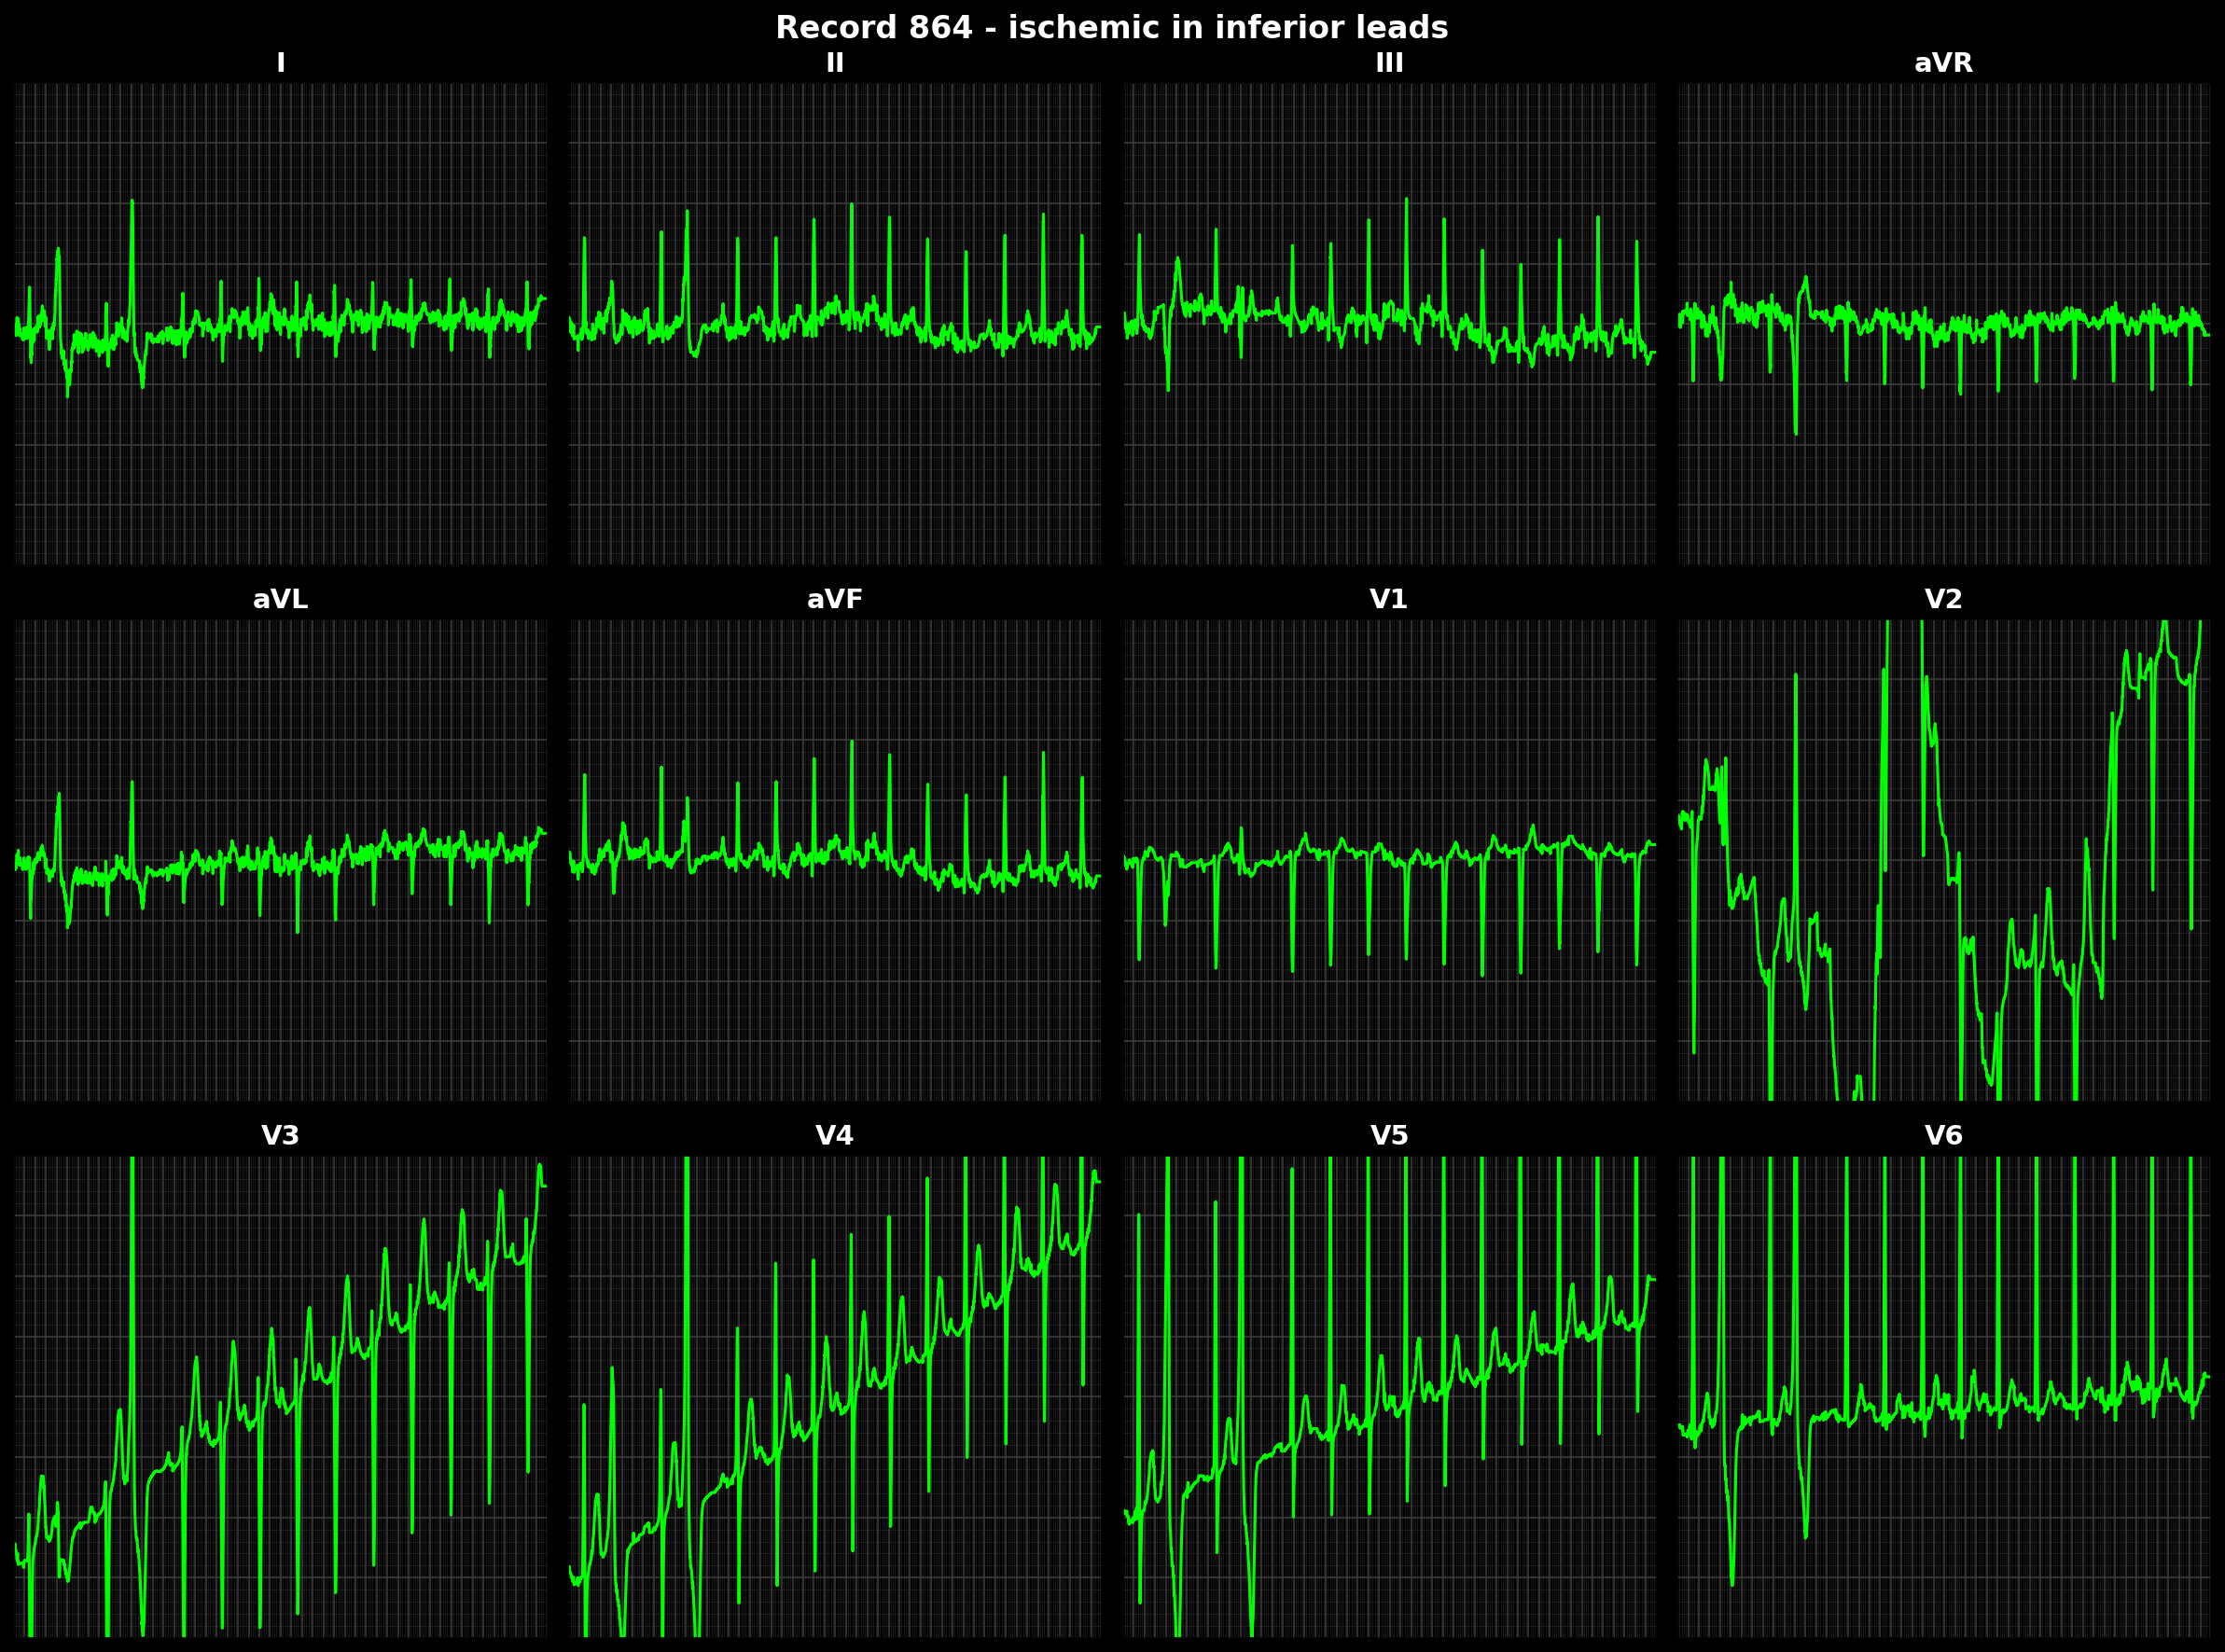 Record 864 - ischemic in inferior leads
I
II
III
aVR
aVL
aVF
V1
V2
V3
V4
V5
V6